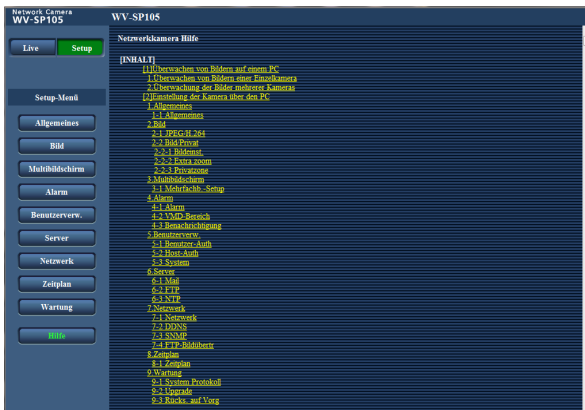 Network Camera
WV-SP105
WV-SP105
Live
Setup
Setup-Menü
Allgemeines
Bild
Multibildschirm
Alarm
Benutzerverw.
Server
Netzwerk
Zeitplan
Wartung
Hilfe
Netzwerkkamera Hilfe
[INHALT]
[1]Überwachen von Bildern auf einem PC
1.Überwachen von Bildern einer Einzelkamera
2.Überwachung der Bilder mehrerer Kameras
[2]Einstellung der Kamera über den PC
1.Allgemeines
1-1 Allgemeines
2.Bild
2-1 JPEG/H.264
2-2 Bild/Privat
2-2-1 Bildeinst.
2-2-2 Extra zoom
2-2-3 Privatzone
3.Multibildschirm
3-1 Mehrfachb.-Setup
4.Alarm
4-1 Alarm
4-2 VMD-Bereich
4-3 Benachrichtigung
5.Benutzerverw.
5-1 Benutzer-Auth
5-2 Host-Auth
5-3 System
6.Server
6-1 Mail
6-2 FTP
6-3 NTP
7.Netzwerk
7-1 Netzwerk
7-2 DDNS
7-3 SNMP
7-4 FTP-Bildübertr
8.Zeitplan
8-1 Zeitplan
9.Wartung
9-1 System Protokoll
9-2 Upgrade
9-3 Rücks. auf Vorg